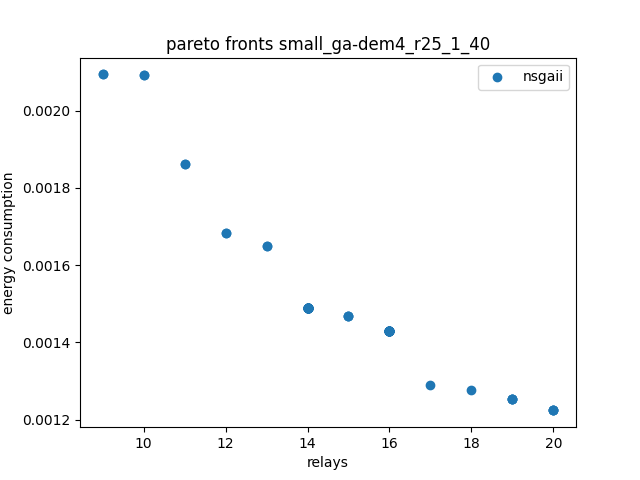 pareto fronts small_ga-dem4_r25_1_40
nsgaii
energy consumption
0.0020
0.0018
0.0016
0.0014
0.0012
10 12 14 16 18 20
relays